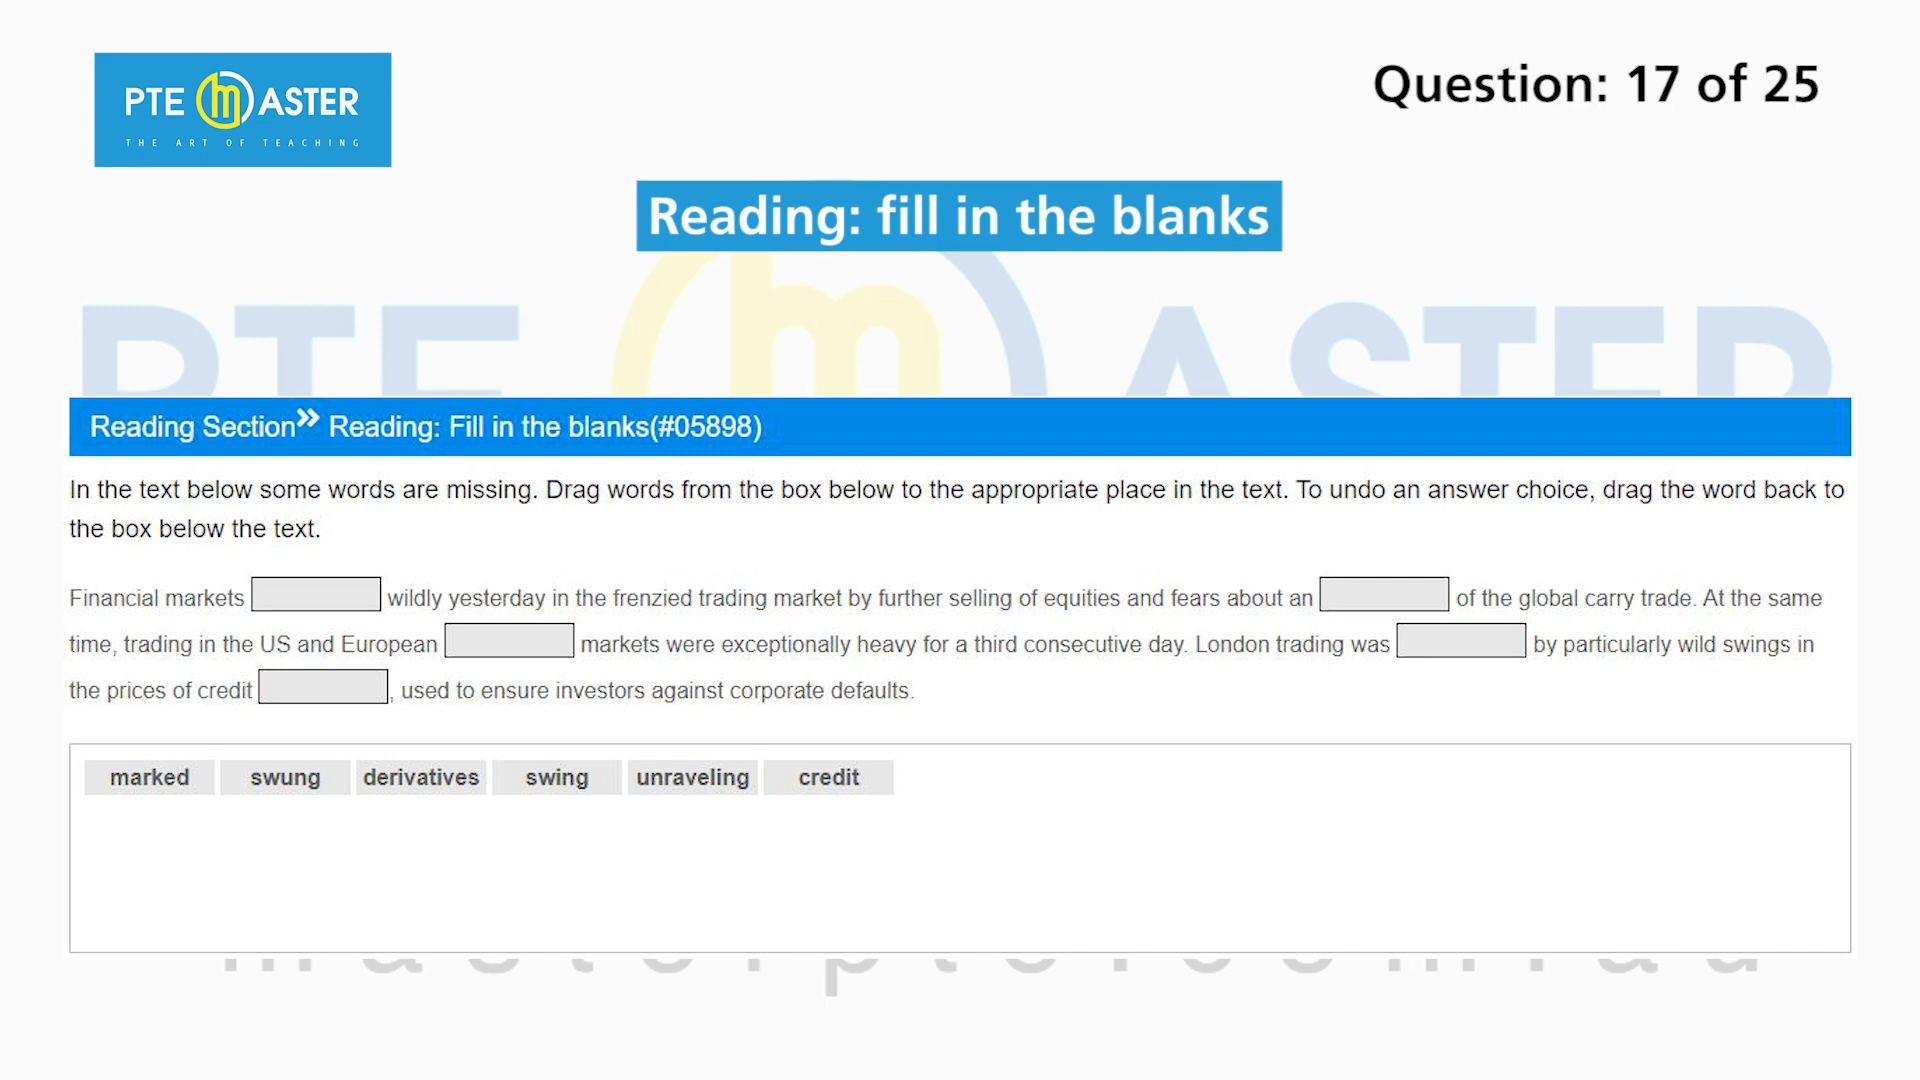 PTE MASTER
THE ART OF TEACHING
Question: 17 of 25
Reading: fill in the blanks
PTE MASTER
Reading Section» Reading: Fill in the blanks(#05898)
In the text below some words are missing. Drag words from the box below to the appropriate place in the text. To undo an answer choice, drag the word back to
the box below the text.
Financial markets wildly yesterday in the frenzied trading market by further selling of equities and fears about an of the global carry trade. At the same
time, trading in the US and European markets were exceptionally heavy for a third consecutive day. London trading was by particularly wild swings in
the prices of credit , used to ensure investors against corporate defaults.
marked swung derivatives swing unraveling credit